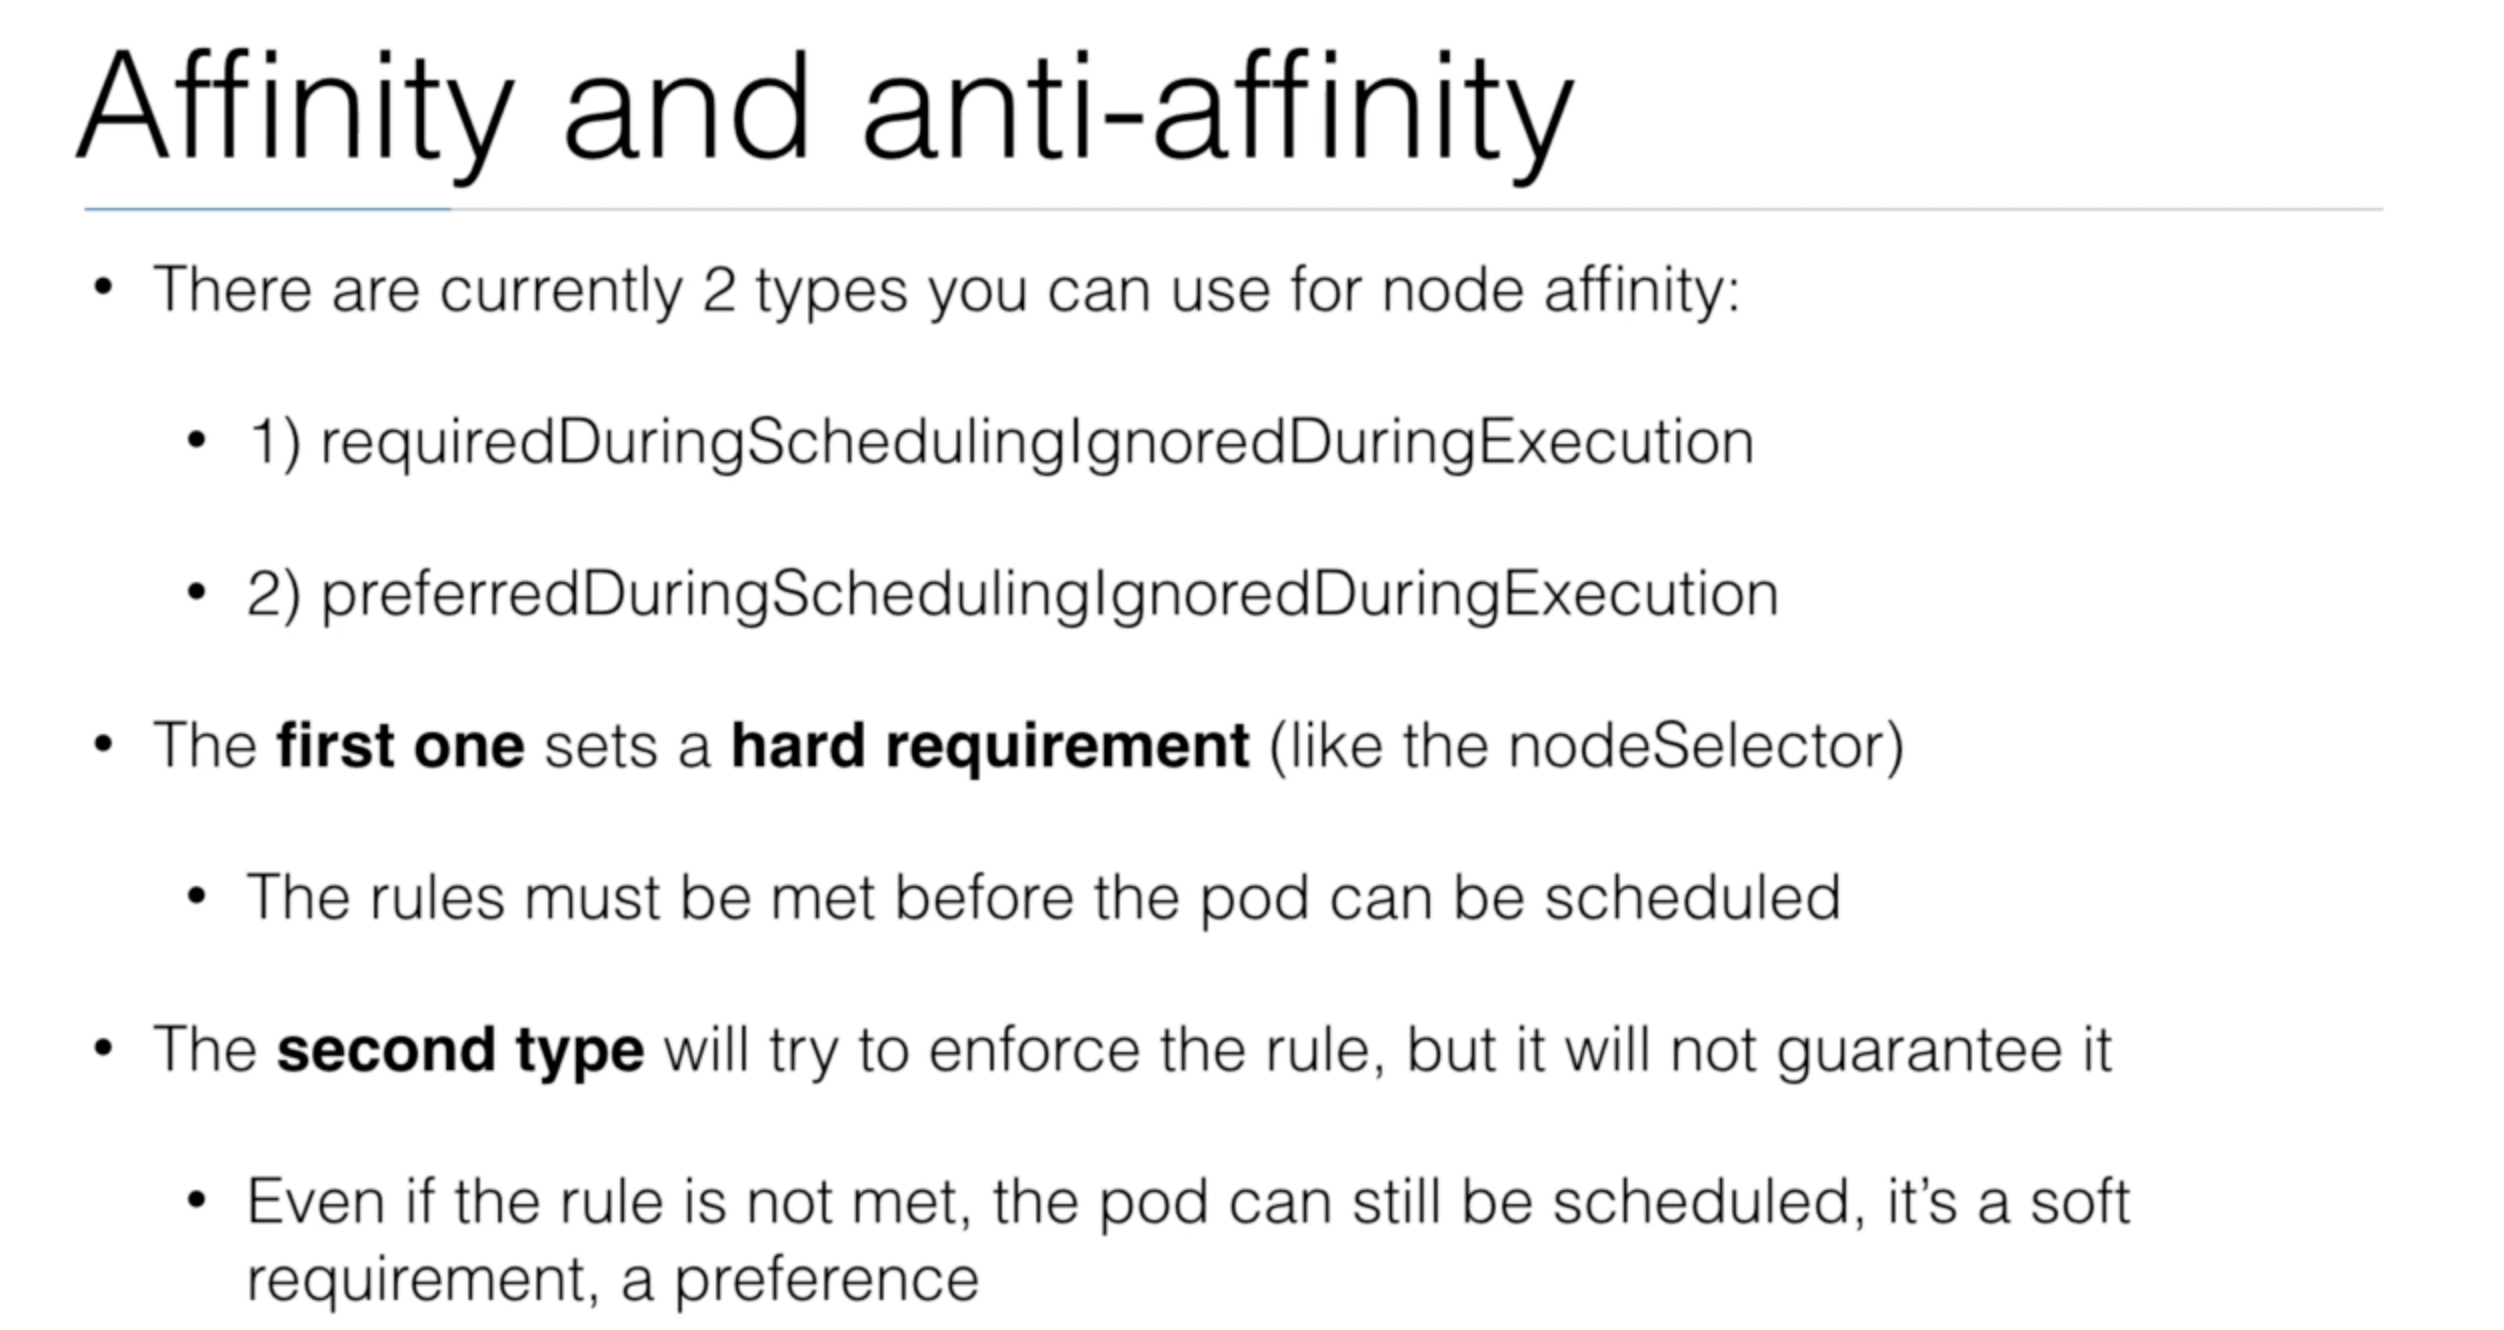 Affinity and anti-affinity
• There are currently 2 types you can use for node affinity:
• 1) requiredDuringSchedulingIgnoredDuringExecution
• 2) preferredDuringSchedulingIgnoredDuringExecution
• The first one sets a hard requirement (like the nodeSelector)
• The rules must be met before the pod can be scheduled
• The second type will try to enforce the rule, but it will not guarantee it
• Even if the rule is not met, the pod can still be scheduled, it’s a soft
requirement, a preference